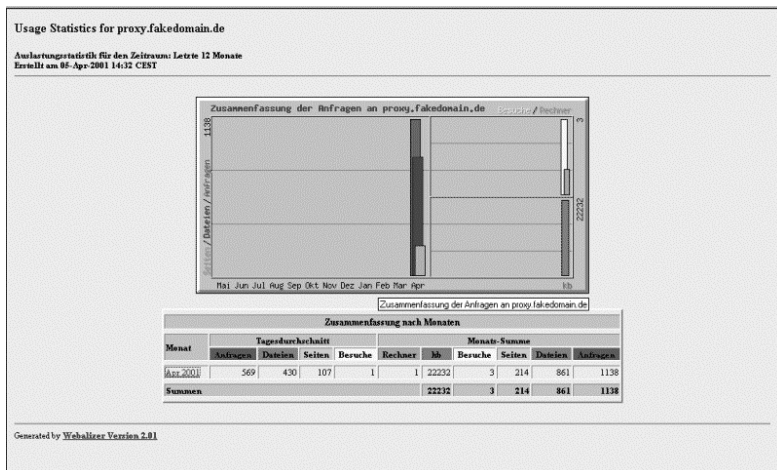 Usage Statistics for proxy.fakedomain.de
Auslastungsstatistik für den Zeitraum: Letzte 12 Monate
Erstellt am 05-Apr-2001 14:32 CEST
Zusammenfassung der Anfragen an proxy.fakedomain.de Besuche/Rechner
1138
3
Seiten/Dateien/Anfragen
22232
Mai Jun Jul Aug Sep Okt Nov Dez Jan Feb Mar Apr kb
Zusammenfassung der Anfragen an proxy.fakedomain.de
Zusammenfassung nach Monaten
Monat Tagesdurchschnitt Monats-Summe
Anfragen Dateien Seiten Besuche Rechner kb Besuche Seiten Dateien Anfragen
Apr 2001 569 430 107 1 1 22232 3 214 861 1138
Summen 22232 3 214 861 1138
Generated by Webalizer Version 2.01